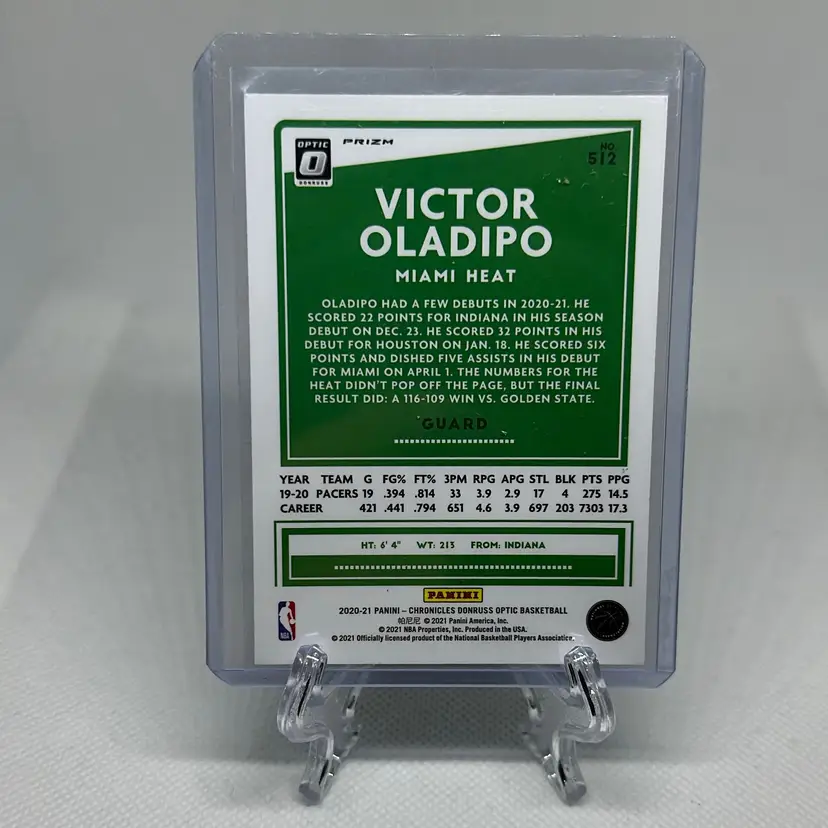 OPTIC
DONRUSS
PRIZM
NO.
512
VICTOR
OLADIPO
MIAMI HEAT
OLADIPO HAD A FEW DEBUTS IN 2020-21. HE
SCORED 22 POINTS FOR INDIANA IN HIS SEASON
DEBUT ON DEC. 23. HE SCORED 32 POINTS IN HIS
DEBUT FOR HOUSTON ON JAN. 18. HE SCORED SIX
POINTS AND DISHED FIVE ASSISTS IN HIS DEBUT
FOR MIAMI ON APRIL 1. THE NUMBERS FOR THE
HEAT DIDN'T POP OFF THE PAGE, BUT THE FINAL
RESULT DID: A 116-109 WIN VS. GOLDEN STATE.
GUARD
YEAR TEAM G FG% FT% 3PM RPG APG STL BLK PTS PPG
19-20 PACERS 19 .394 .814 33 3.9 2.9 17 4 275 14.5
CAREER 421 .441 .794 651 4.6 3.9 697 203 7303 17.3
HT: 6' 4" WT: 213 FROM: INDIANA
PANINI
2020-21 PANINI – CHRONICLES DONRUSS OPTIC BASKETBALL
帕尼尼 © 2021 Panini America, Inc.
© 2021 NBA Properties, Inc. Produced in the USA.
© 2021 Officially licensed product of the National Basketball Players Association.
NBA